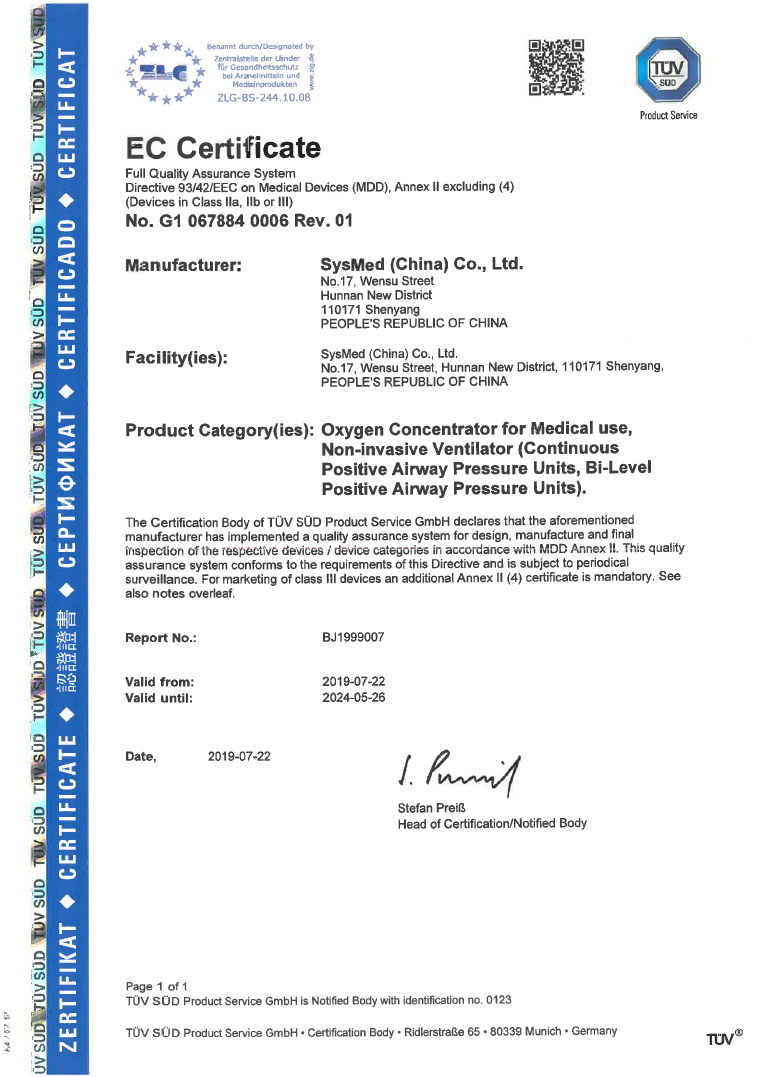 Benannt durch/Designated by
Zentralstelle der Länder
für Gesundheitsschutz
bei Arzneimitteln und
Medizinprodukten
ZLG-BS-244.10.08
www.zlg.de
ZLG
TÜV
SÜD
Product Service
EC Certificate
Full Quality Assurance System
Directive 93/42/EEC on Medical Devices (MDD), Annex II excluding (4)
(Devices in Class IIa, IIb or III)
No. G1 067884 0006 Rev. 01
Manufacturer: SysMed (China) Co., Ltd.
No.17, Wensu Street
Hunnan New District
110171 Shenyang
PEOPLE'S REPUBLIC OF CHINA
Facility(ies): SysMed (China) Co., Ltd.
No.17, Wensu Street, Hunnan New District, 110171 Shenyang,
PEOPLE'S REPUBLIC OF CHINA
Product Category(ies): Oxygen Concentrator for Medical use,
Non-invasive Ventilator (Continuous
Positive Airway Pressure Units, Bi-Level
Positive Airway Pressure Units).
The Certification Body of TÜV SÜD Product Service GmbH declares that the aforementioned
manufacturer has implemented a quality assurance system for design, manufacture and final
inspection of the respective devices / device categories in accordance with MDD Annex II. This quality
assurance system conforms to the requirements of this Directive and is subject to periodical
surveillance. For marketing of class III devices an additional Annex II (4) certificate is mandatory. See
also notes overleaf.
Report No.: BJ1999007
Valid from: 2019-07-22
Valid until: 2024-05-26
Date, 2019-07-22
Stefan Preiß
Head of Certification/Notified Body
Page 1 of 1
TÜV SÜD Product Service GmbH is Notified Body with identification no. 0123
TÜV SÜD Product Service GmbH • Certification Body • Ridlerstraße 65 • 80339 Munich • Germany
TÜV®
ZERTIFIKAT ◆ CERTIFICATE ◆ 認證證書 ◆ СЕРТИФИКАТ ◆ CERTIFICADO ◆ CERTIFICAT
TÜV SÜD TÜV SÜD TÜV SÜD TÜV SÜD TÜV SÜD TÜV SÜD TÜV SÜD TÜV SÜD TÜV SÜD TÜV SÜD TÜV SÜD TÜV SÜD TÜV SÜD